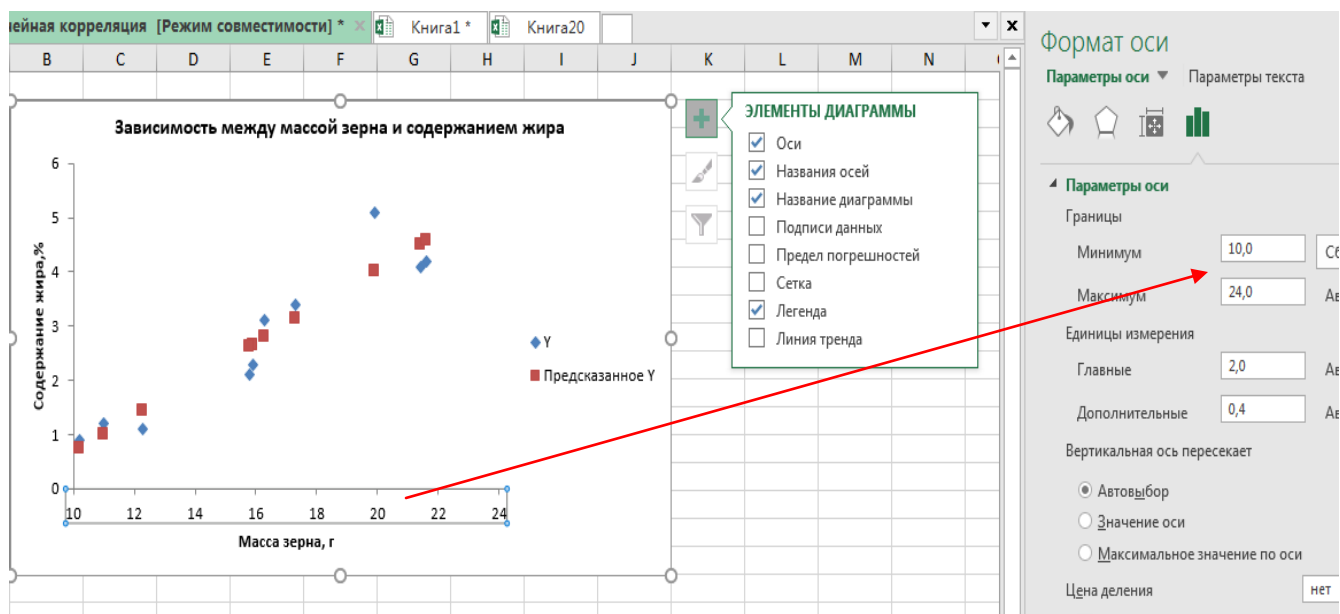 ейная корреляция [Режим совместимости] * Книга1 * Книга20
B C D E F G H I J K L M N
Зависимость между массой зерна и содержанием жира
6
5
4
3
2
1
0
Содержание жира,%
10 12 14 16 18 20 22 24
Масса зерна, г
Y
Предсказанное Y
ЭЛЕМЕНТЫ ДИАГРАММЫ
Оси
Названия осей
Название диаграммы
Подписи данных
Предел погрешностей
Сетка
Легенда
Линия тренда
Формат оси
Параметры оси Параметры текста
Параметры оси
Границы
Минимум 10,0 Сб
Максимум 24,0 Ав
Единицы измерения
Главные 2,0 Ав
Дополнительные 0,4 Ав
Вертикальная ось пересекает
Автовыбор
Значение оси
Максимальное значение по оси
Цена деления нет